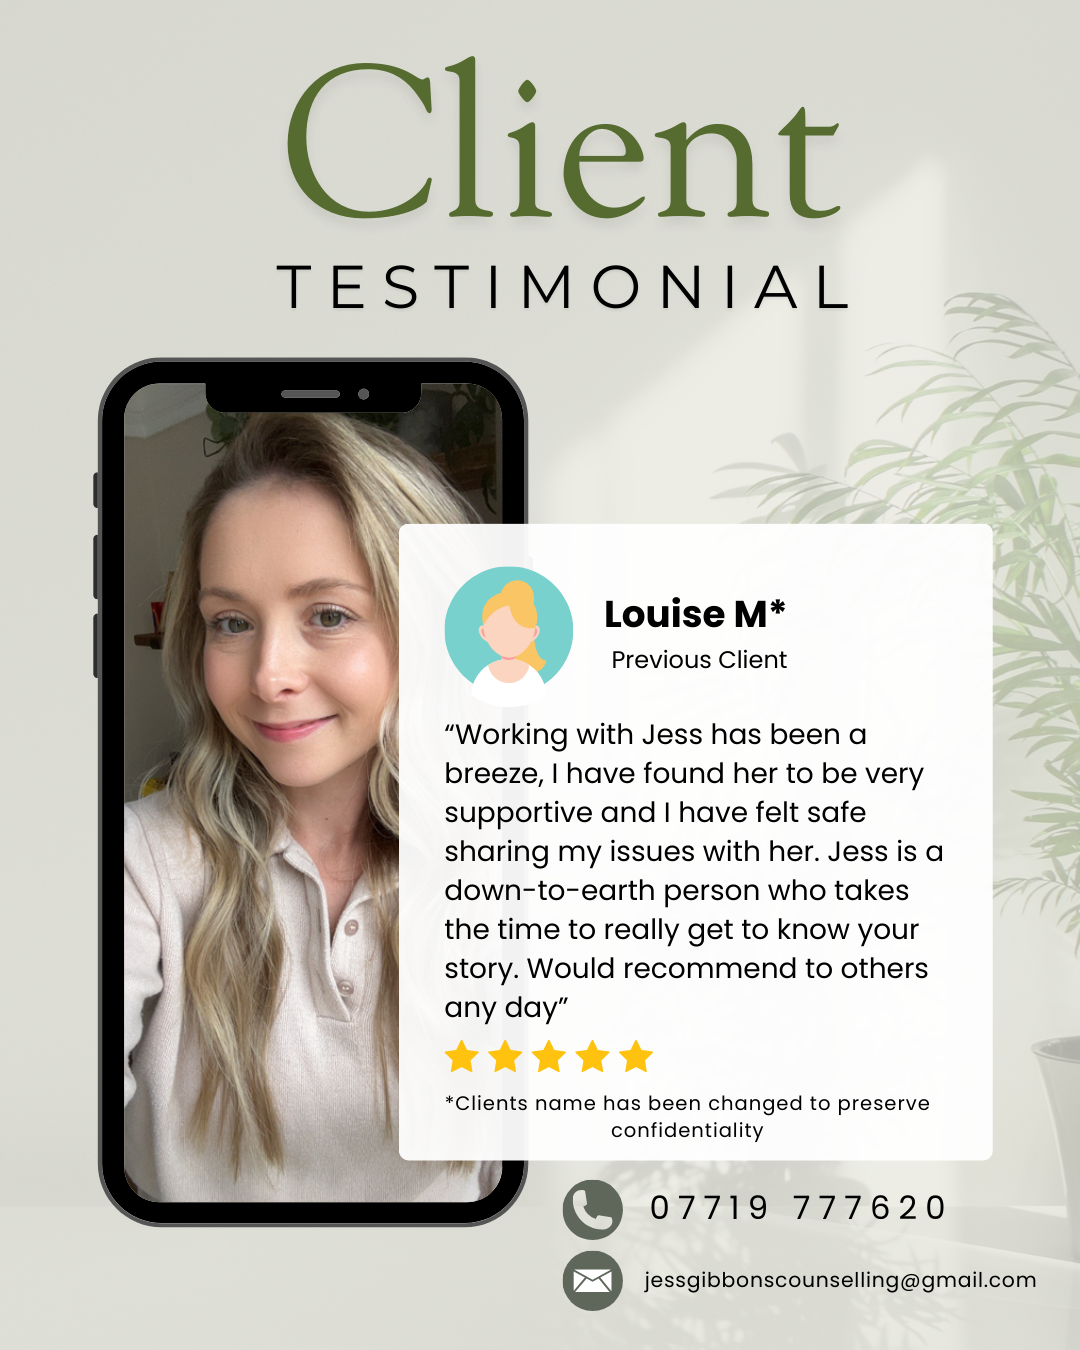 Client
TESTIMONIAL
Louise M*
Previous Client
“Working with Jess has been a
breeze, I have found her to be very
supportive and I have felt safe
sharing my issues with her. Jess is a
down-to-earth person who takes
the time to really get to know your
story. Would recommend to others
any day”
*Clients name has been changed to preserve
confidentiality
07719 777620
jessgibbonscounselling@gmail.com